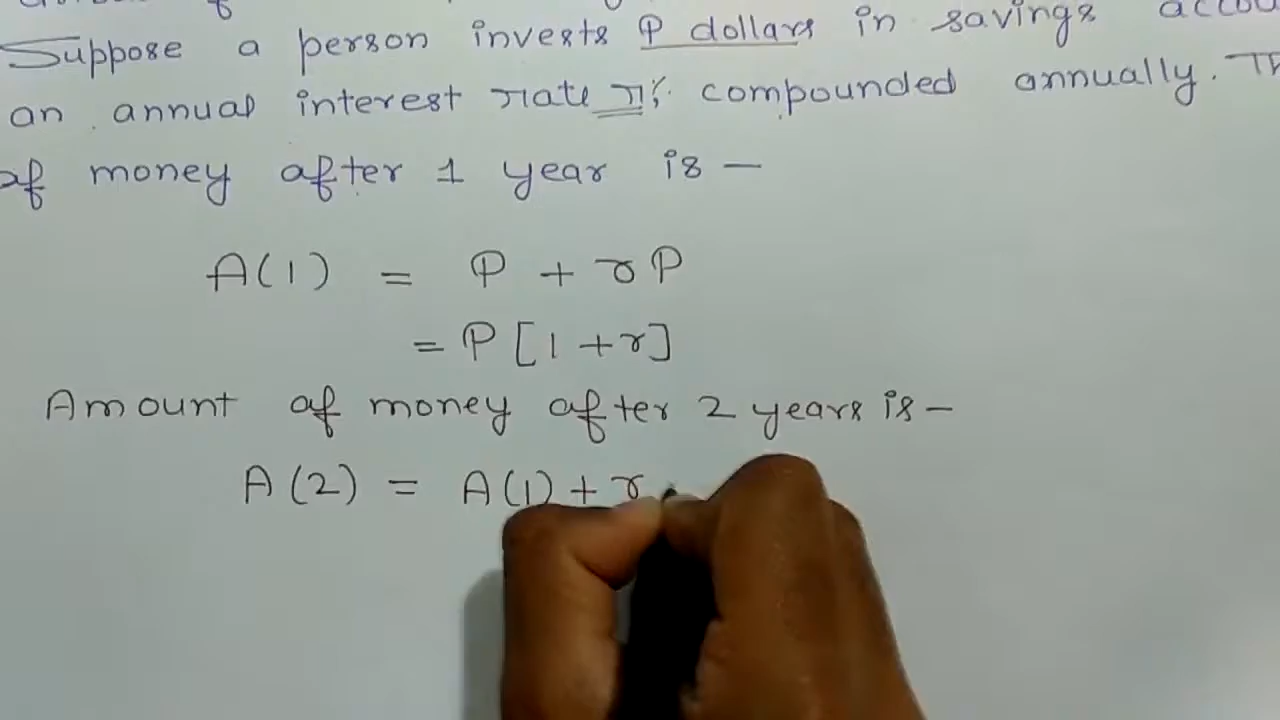 Suppose a person invests P dollars in savings
an annual interest rate r% compounded annually.
of money after 1 year is —
A(1) = P + rP
= P[1+r]
Amount of money after 2 years is —
A(2) = A(1) + r